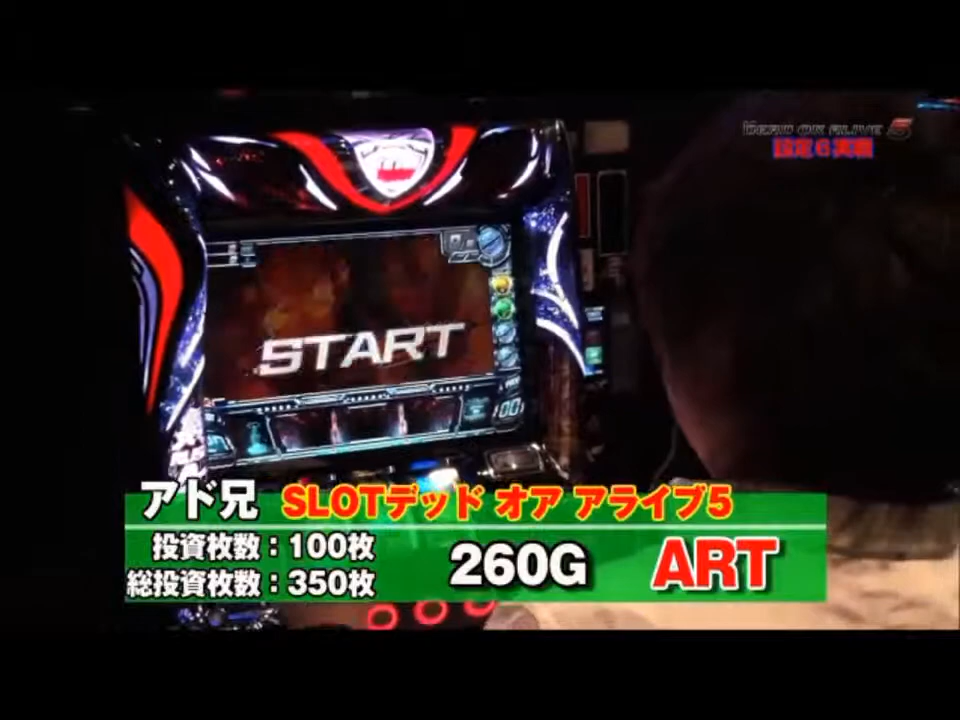 DEAD OR ALIVE 5
設定6実戦
START
アド兄 SLOTデッド オア アライブ5
投資枚数：100枚
総投資枚数：350枚
260G ART